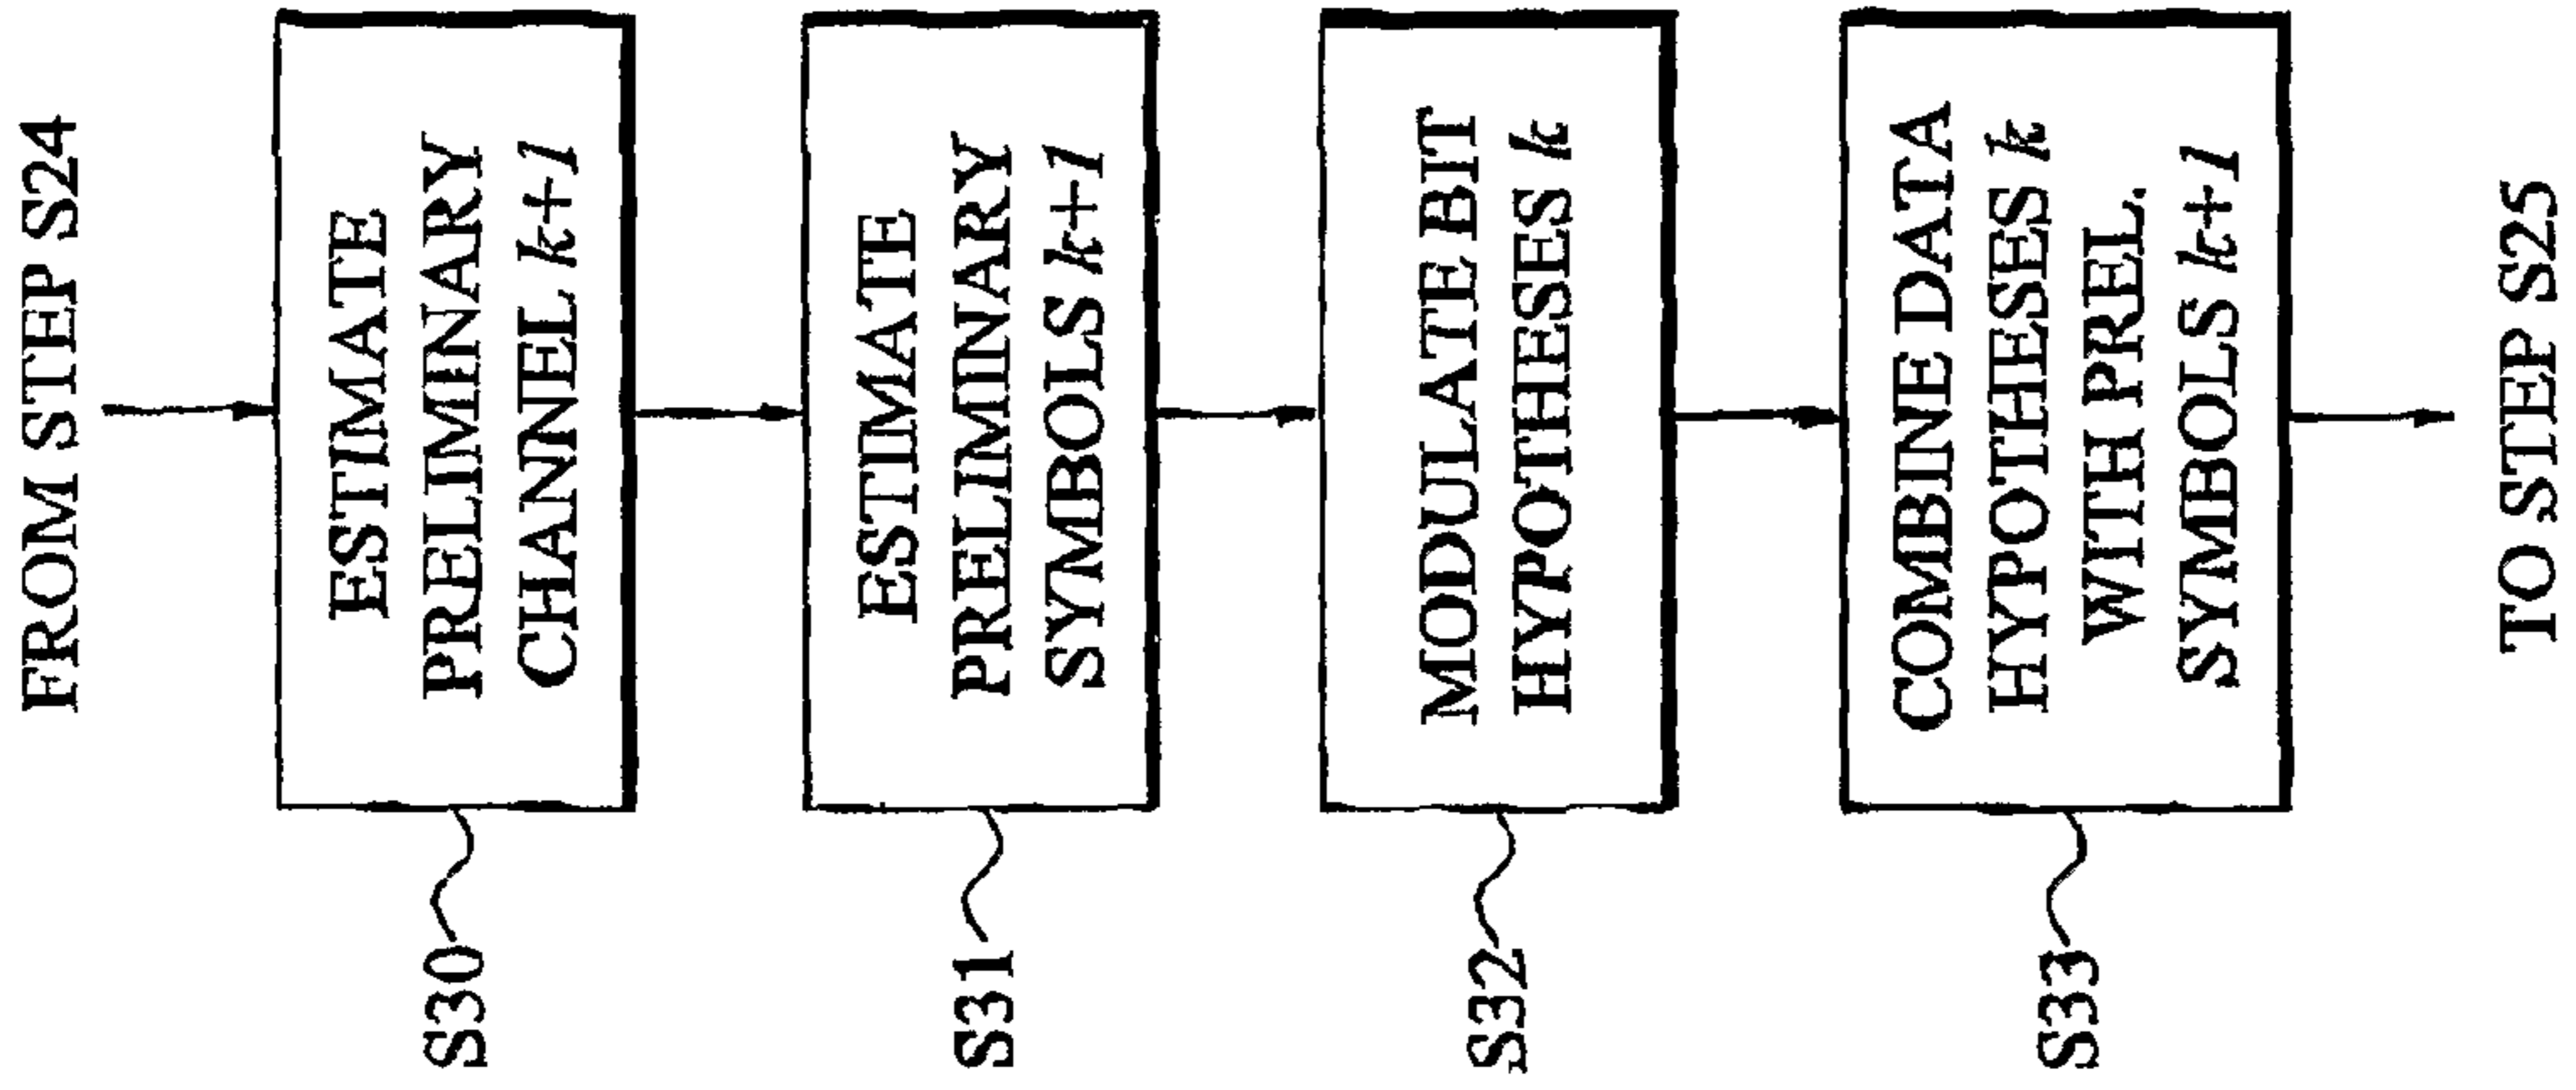 FROM STEP S24
ESTIMATE
PRELIMINARY
CHANNEL k+1
S30
ESTIMATE
PRELIMINARY
SYMBOLS k+1
S31
MODULATE BIT
HYPOTHESES k
S32
COMBINE DATA
HYPOTHESES k
WITH PREL.
SYMBOLS k+1
S33
TO STEP S25